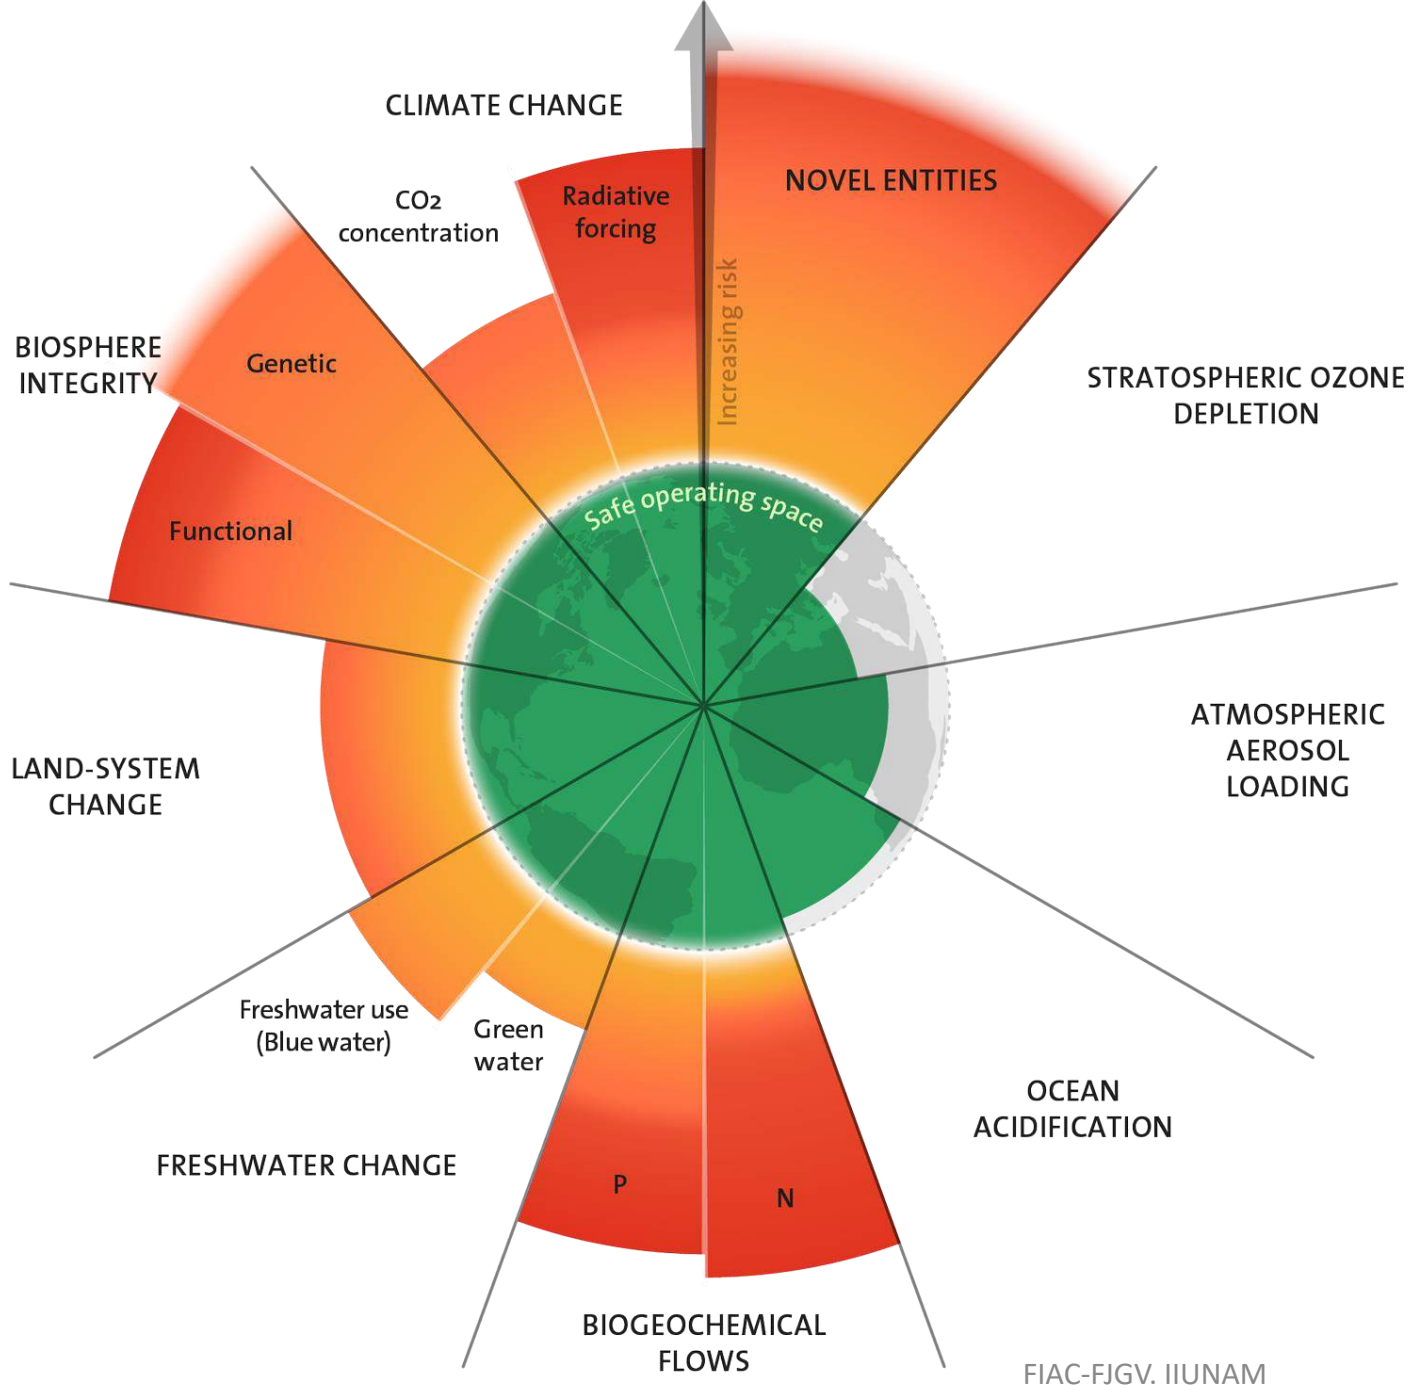 CLIMATE CHANGE
CO2
concentration
Radiative
forcing
NOVEL ENTITIES
Increasing risk
STRATOSPHERIC OZONE
DEPLETION
BIOSPHERE
INTEGRITY
Genetic
Functional
Safe operating space
ATMOSPHERIC
AEROSOL
LOADING
LAND-SYSTEM
CHANGE
Freshwater use
(Blue water)
Green
water
FRESHWATER CHANGE
OCEAN
ACIDIFICATION
P
N
BIOGEOCHEMICAL
FLOWS
FIAC-FJGV. IIUNAM